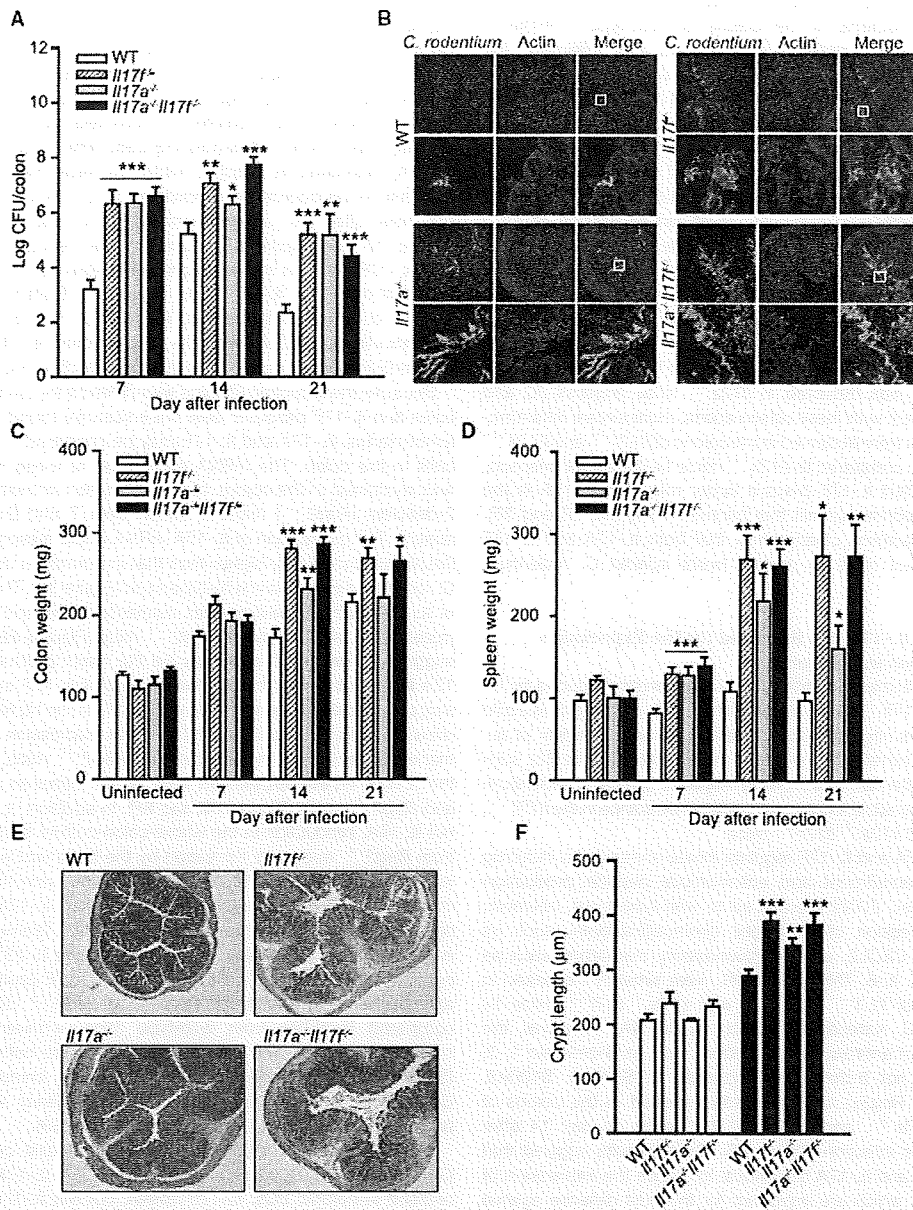 A
12
10
8
6
4
2
0
Log CFU/colon
WT
Il17f-/-
Il17a-/-
Il17a-/-Il17f-/-
***
**
*
***
***
**
***
7
14
21
Day after infection
B
C. rodentium
Actin
Merge
C. rodentium
Actin
Merge
WT
Il17f-/-
Il17a-/-
Il17a-/-Il17f-/-
C
400
300
200
100
0
Colon weight (mg)
WT
Il17f-/-
Il17a-/-
Il17a-/-Il17f-/-
***
**
***
**
*
Uninfected
7
14
21
Day after infection
D
400
300
200
100
0
Spleen weight (mg)
WT
Il17f-/-
Il17a-/-
Il17a-/-Il17f-/-
***
***
*
***
*
*
**
Uninfected
7
14
21
Day after infection
E
WT
Il17f-/-
Il17a-/-
Il17a-/-Il17f-/-
F
500
400
300
200
100
0
Crypt length (μm)
***
**
***
WT
Il17f-/-
Il17a-/-
Il17a-/-Il17f-/-
WT
Il17f-/-
Il17a-/-
Il17a-/-Il17f-/-